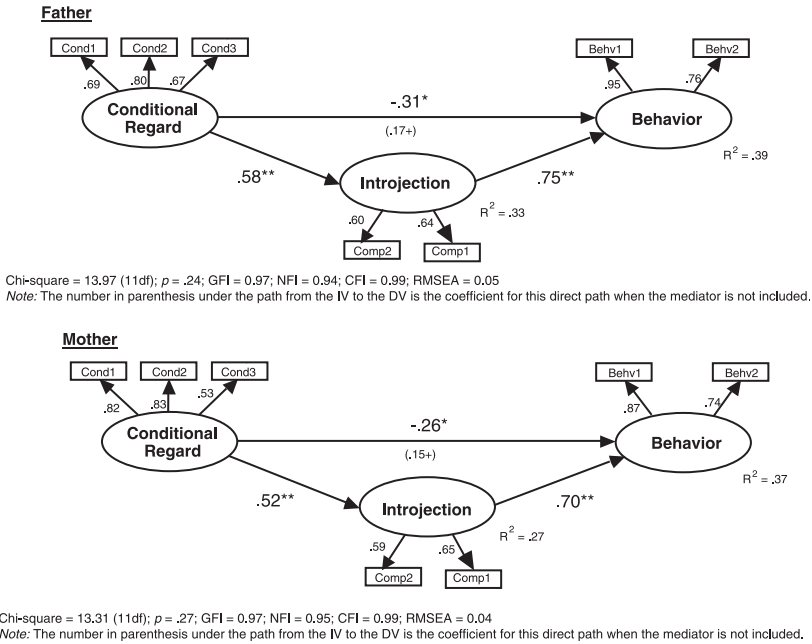 Father
Cond1 Cond2 Cond3
Behv1 Behv2
.69 .80 .67
.95 .76
Conditional
Regard
-.31*
(.17+)
Behavior
R² = .39
.58**
Introjection
.75**
R² = .33
.60 .64
Comp2 Comp1
Chi-square = 13.97 (11df); p = .24; GFI = 0.97; NFI = 0.94; CFI = 0.99; RMSEA = 0.05
Note: The number in parenthesis under the path from the IV to the DV is the coefficient for this direct path when the mediator is not included.
Mother
Cond1 Cond2 Cond3
Behv1 Behv2
.82 .83 .53
.87 .74
Conditional
Regard
-.26*
(.15+)
Behavior
R² = .37
.52**
Introjection
.70**
R² = .27
.59 .65
Comp2 Comp1
Chi-square = 13.31 (11df); p = .27; GFI = 0.97; NFI = 0.95; CFI = 0.99; RMSEA = 0.04
Note: The number in parenthesis under the path from the IV to the DV is the coefficient for this direct path when the mediator is not included.